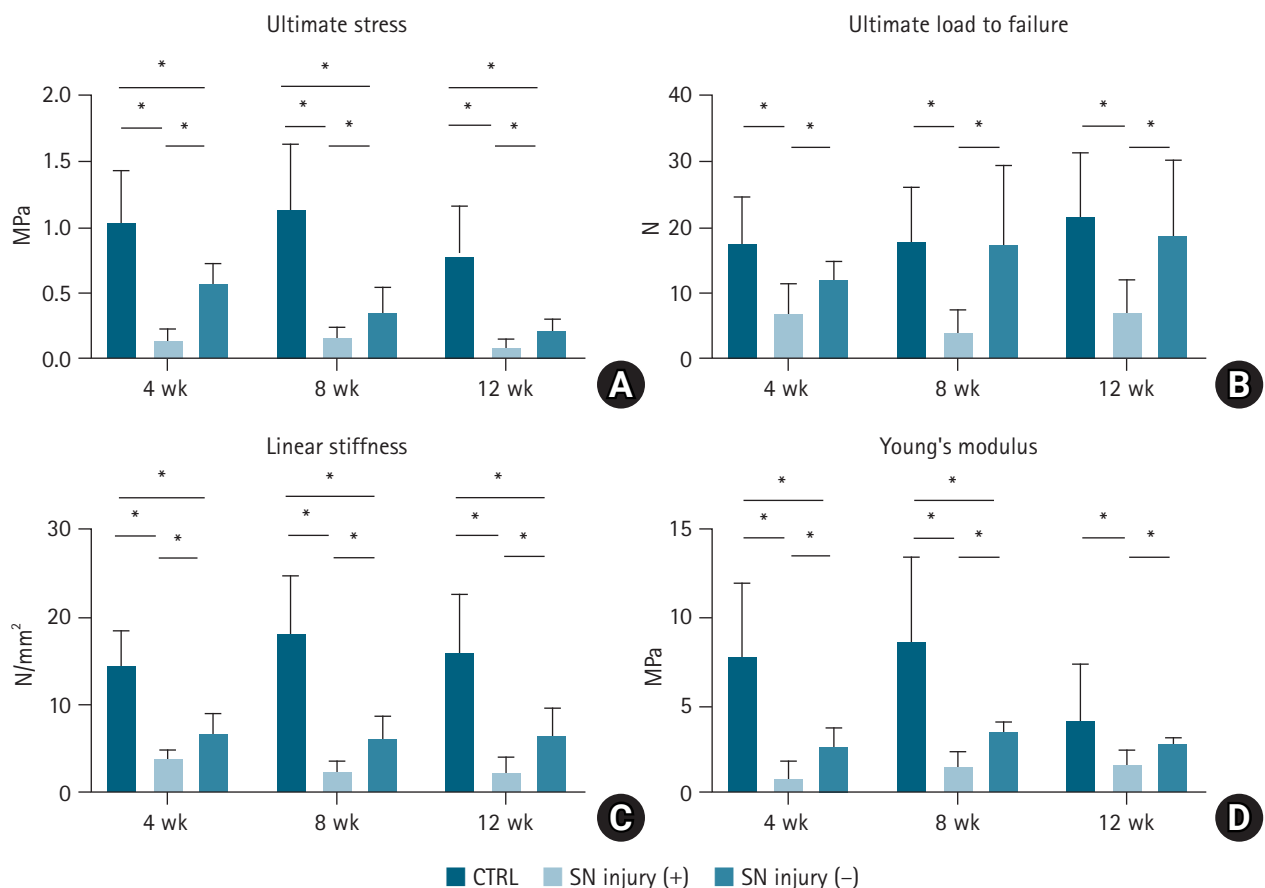 Ultimate stress
* * *
* * *
* * *
2.0
1.5
1.0
0.5
0.0
MPa
4 wk 8 wk 12 wk
A
Ultimate load to failure
* * *
* * *
40
30
20
10
0
N
4 wk 8 wk 12 wk
B
Linear stiffness
* * *
* * *
* * *
30
20
10
0
N/mm²
4 wk 8 wk 12 wk
C
Young's modulus
* *
* * *
* * *
15
10
5
0
MPa
4 wk 8 wk 12 wk
D
CTRL SN injury (+) SN injury (−)